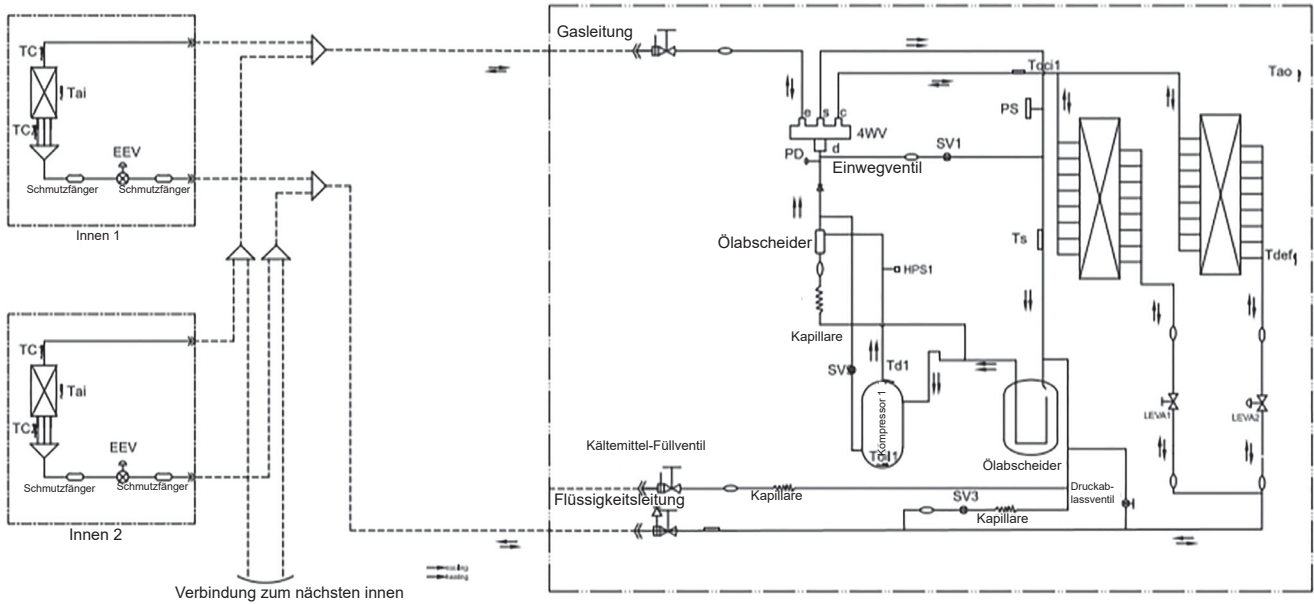 TC1
Tai
TC2
EEV
Schmutzfänger
Schmutzfänger
Innen 1
TC1
Tai
TC2
EEV
Schmutzfänger
Schmutzfänger
Innen 2
Verbindung zum nächsten innen
Gasleitung
e
s
c
4WV
d
PD
SV1
Einwegventil
Toci1
PS
Tao
Ölabscheider
HPS1
Ts
Tdef
Kapillare
Td1
Kompressor 1
Ölabscheider
LEVA1
LEVA2
Kältemittel-Füllventil
Flüssigkeitsleitung
Kapillare
SV3
Kapillare
Druckab-
lassventil